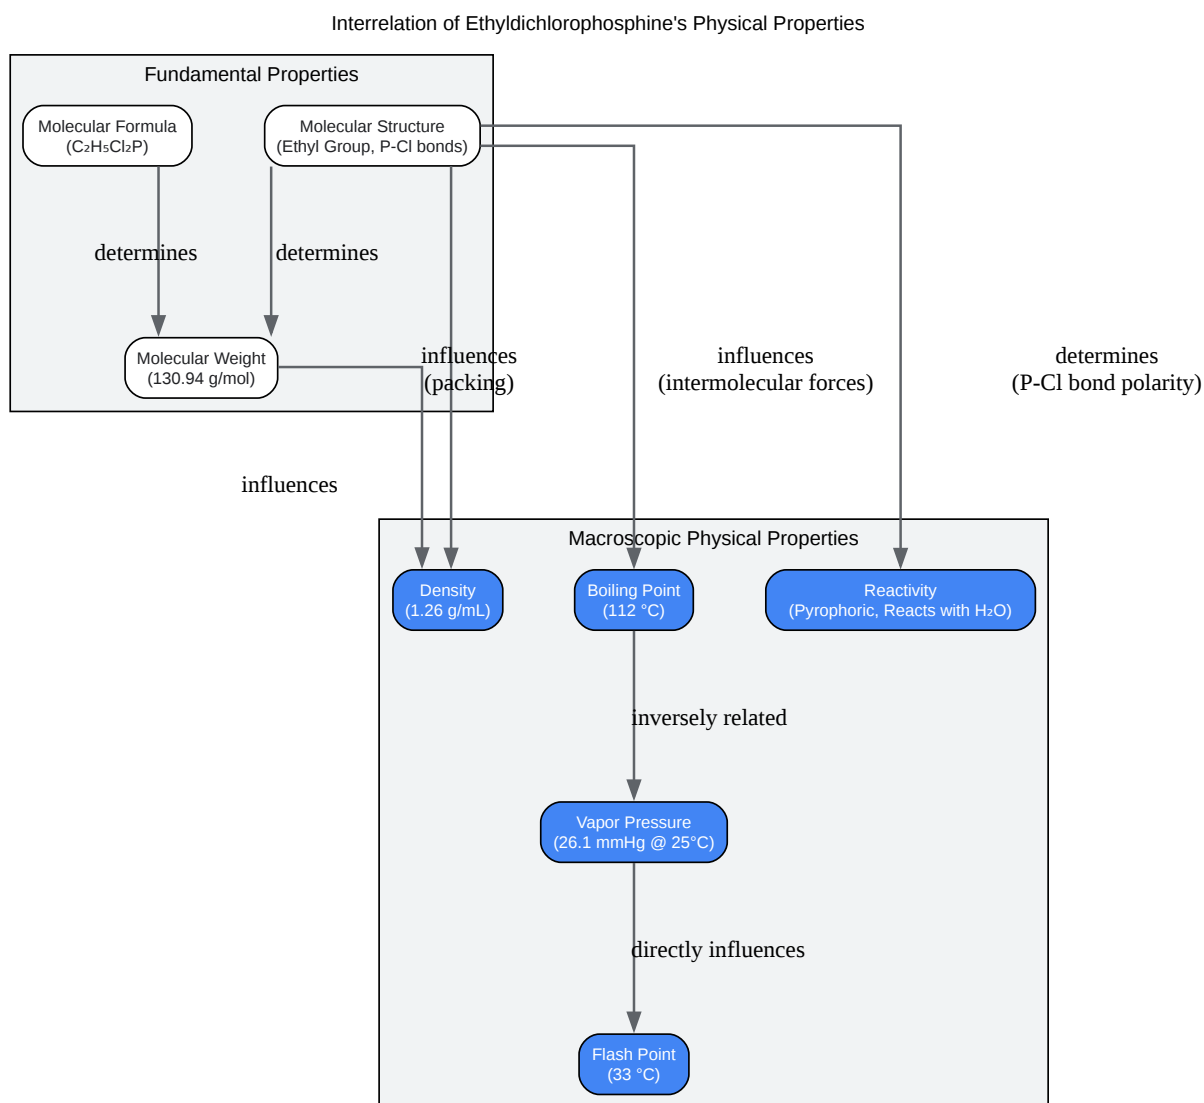 Interrelation of Ethyldichlorophosphine's Physical Properties
Fundamental Properties
Molecular Formula
(C₂H₅Cl₂P)
Molecular Structure
(Ethyl Group, P-Cl bonds)
determines
determines
Molecular Weight
(130.94 g/mol)
influences
(packing)
influences
(intermolecular forces)
determines
(P-Cl bond polarity)
influences
Macroscopic Physical Properties
Density
(1.26 g/mL)
Boiling Point
(112 °C)
Reactivity
(Pyrophoric, Reacts with H₂O)
inversely related
Vapor Pressure
(26.1 mmHg @ 25°C)
directly influences
Flash Point
(33 °C)